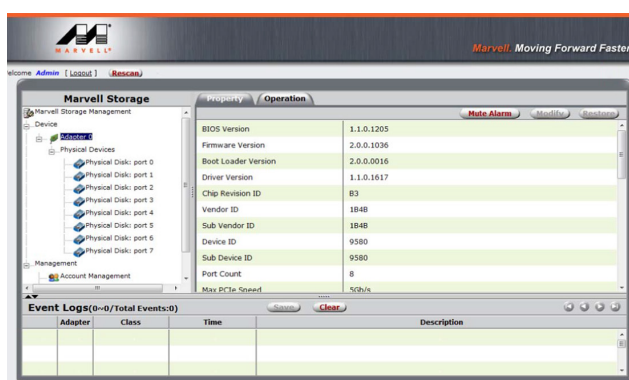 MARVELL®
Marvell. Moving Forward Faster
elcome Admin [ Logout ] (Rescan)
Marvell Storage
Property
Operation
Mute Alarm
Modify
Restore
Marvell Storage Management
Device
Adapter 0
Physical Devices
Physical Disk: port 0
Physical Disk: port 1
Physical Disk: port 2
Physical Disk: port 3
Physical Disk: port 4
Physical Disk: port 5
Physical Disk: port 6
Physical Disk: port 7
Management
Account Management
BIOS Version 1.1.0.1205
Firmware Version 2.0.0.1036
Boot Loader Version 2.0.0.0016
Driver Version 1.1.0.1617
Chip Revision ID B3
Vendor ID 1B4B
Sub Vendor ID 1B4B
Device ID 9580
Sub Device ID 9580
Port Count 8
Max PCIe Speed 5Gb/s
Event Logs(0~0/Total Events:0) Save Clear
Adapter Class Time Description